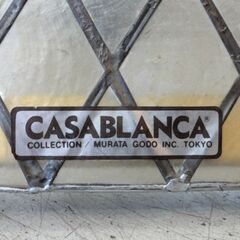 CASABLANCA®
COLLECTION / MURATA GODO INC. TOKYO